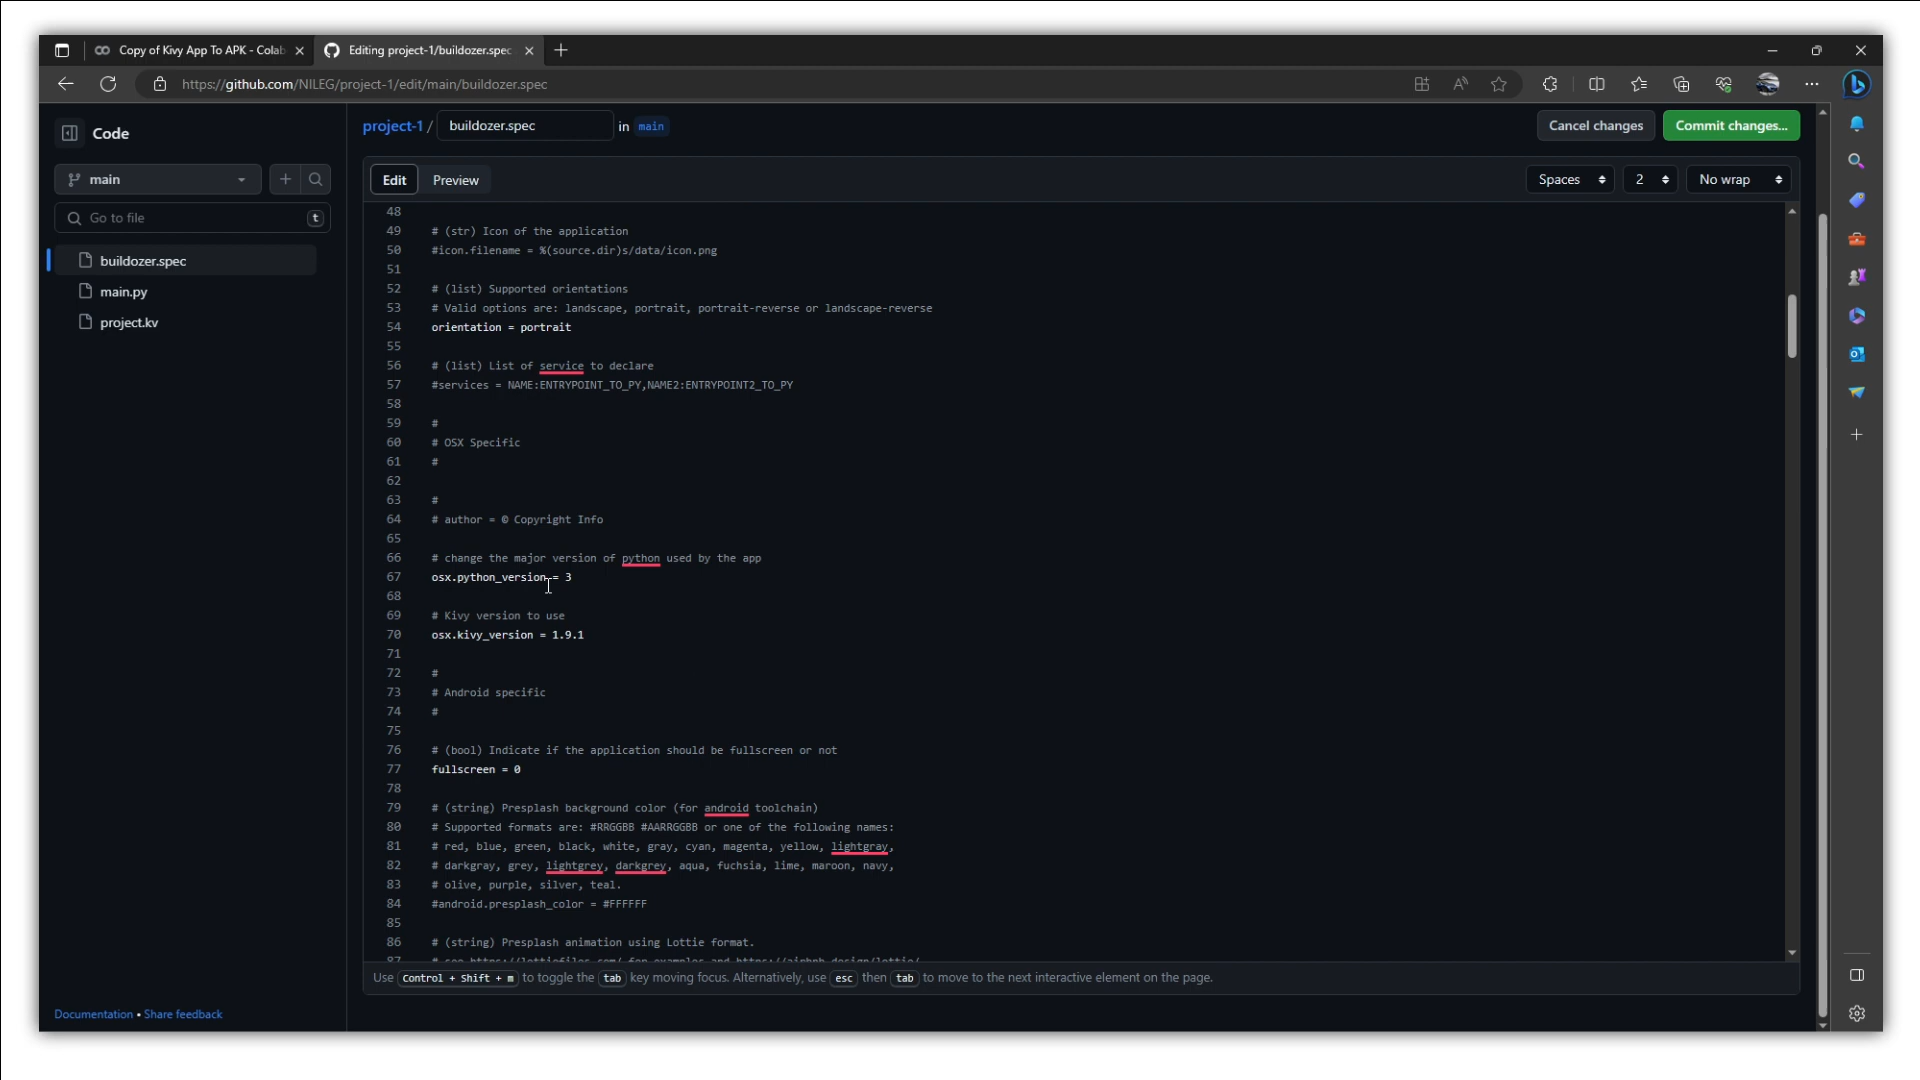 Copy of Kivy App To APK - Colab
Editing project-1/buildozer.spec
https://github.com/NILEG/project-1/edit/main/buildozer.spec
Code
project-1 / buildozer.spec in main
Cancel changes
Commit changes...
main
Edit
Preview
Spaces
2
No wrap
Go to file
t
buildozer.spec
main.py
project.kv
48
49 # (str) Icon of the application
50 #icon.filename = %(source.dir)s/data/icon.png
51
52 # (list) Supported orientations
53 # Valid options are: landscape, portrait, portrait-reverse or landscape-reverse
54 orientation = portrait
55
56 # (list) List of service to declare
57 #services = NAME:ENTRYPOINT_TO_PY,NAME2:ENTRYPOINT2_TO_PY
58
59 #
60 # OSX Specific
61 #
62
63 #
64 # author = © Copyright Info
65
66 # change the major version of python used by the app
67 osx.python_version = 3
68
69 # Kivy version to use
70 osx.kivy_version = 1.9.1
71
72 #
73 # Android specific
74 #
75
76 # (bool) Indicate if the application should be fullscreen or not
77 fullscreen = 0
78
79 # (string) Presplash background color (for android toolchain)
80 # Supported formats are: #RRGGBB #AARRGGBB or one of the following names:
81 # red, blue, green, black, white, gray, cyan, magenta, yellow, lightgray,
82 # darkgray, grey, lightgrey, darkgrey, aqua, fuchsia, lime, maroon, navy,
83 # olive, purple, silver, teal.
84 #android.presplash_color = #FFFFFF
85
86 # (string) Presplash animation using Lottie format.
87 # see https://lottiefiles.com/ for examples and https://airbnb.design/lottie/
Use Control + Shift + m to toggle the tab key moving focus. Alternatively, use esc then tab to move to the next interactive element on the page.
Documentation • Share feedback